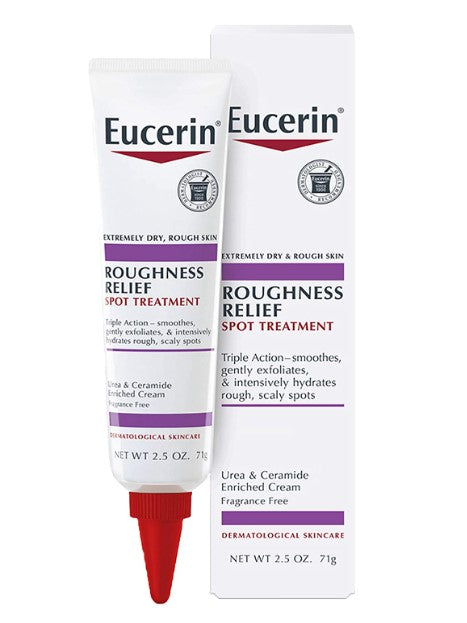 Eucerin®
EXTREMELY DRY, ROUGH SKIN
ROUGHNESS
RELIEF
SPOT TREATMENT
Triple Action–smoothes,
gently exfoliates, & intensively
hydrates rough, scaly spots
Urea & Ceramide
Enriched Cream
Fragrance Free
DERMATOLOGICAL SKINCARE
NET WT 2.5 OZ. 71g
Eucerin®
Eucerin
EXTREMELY DRY & ROUGH SKIN
ROUGHNESS
RELIEF
SPOT TREATMENT
Triple Action–smoothes,
gently exfoliates,
& intensively hydrates
rough, scaly spots
Urea & Ceramide
Enriched Cream
Fragrance Free
DERMATOLOGICAL SKINCARE
NET WT 2.5 OZ. 71g